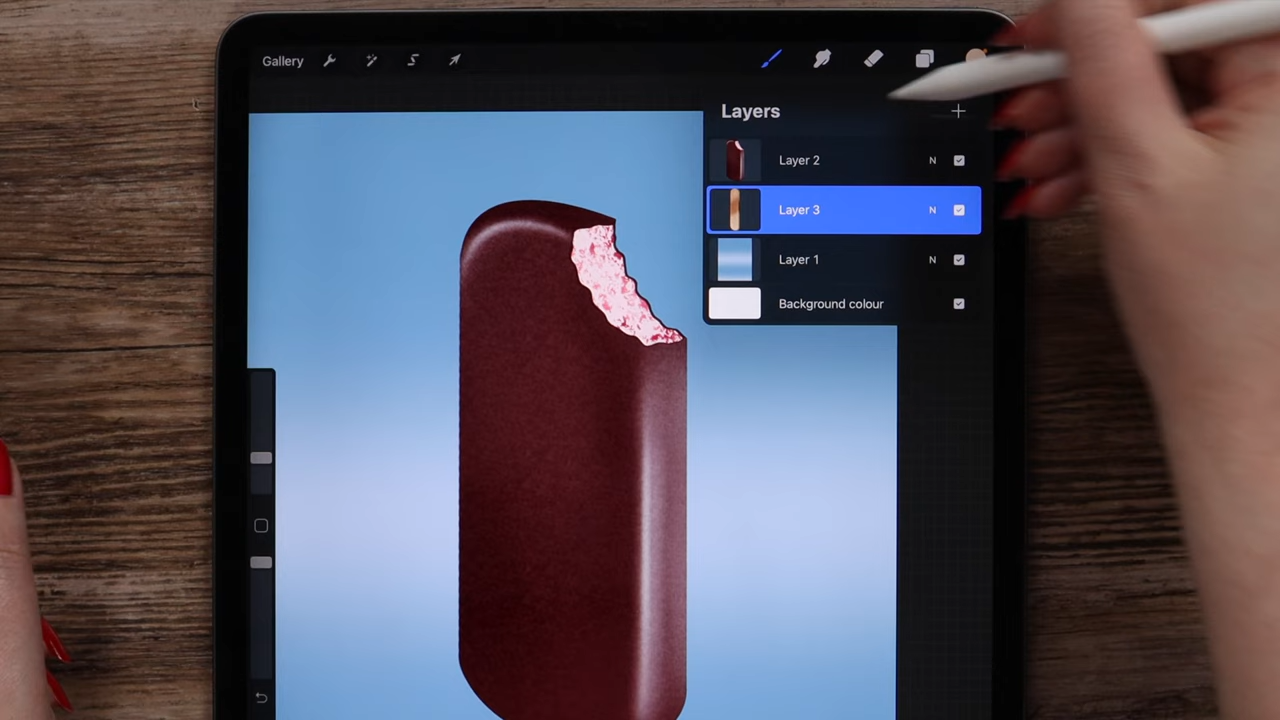 Gallery
Layers
Layer 2 N
Layer 3 N
Layer 1 N
Background colour